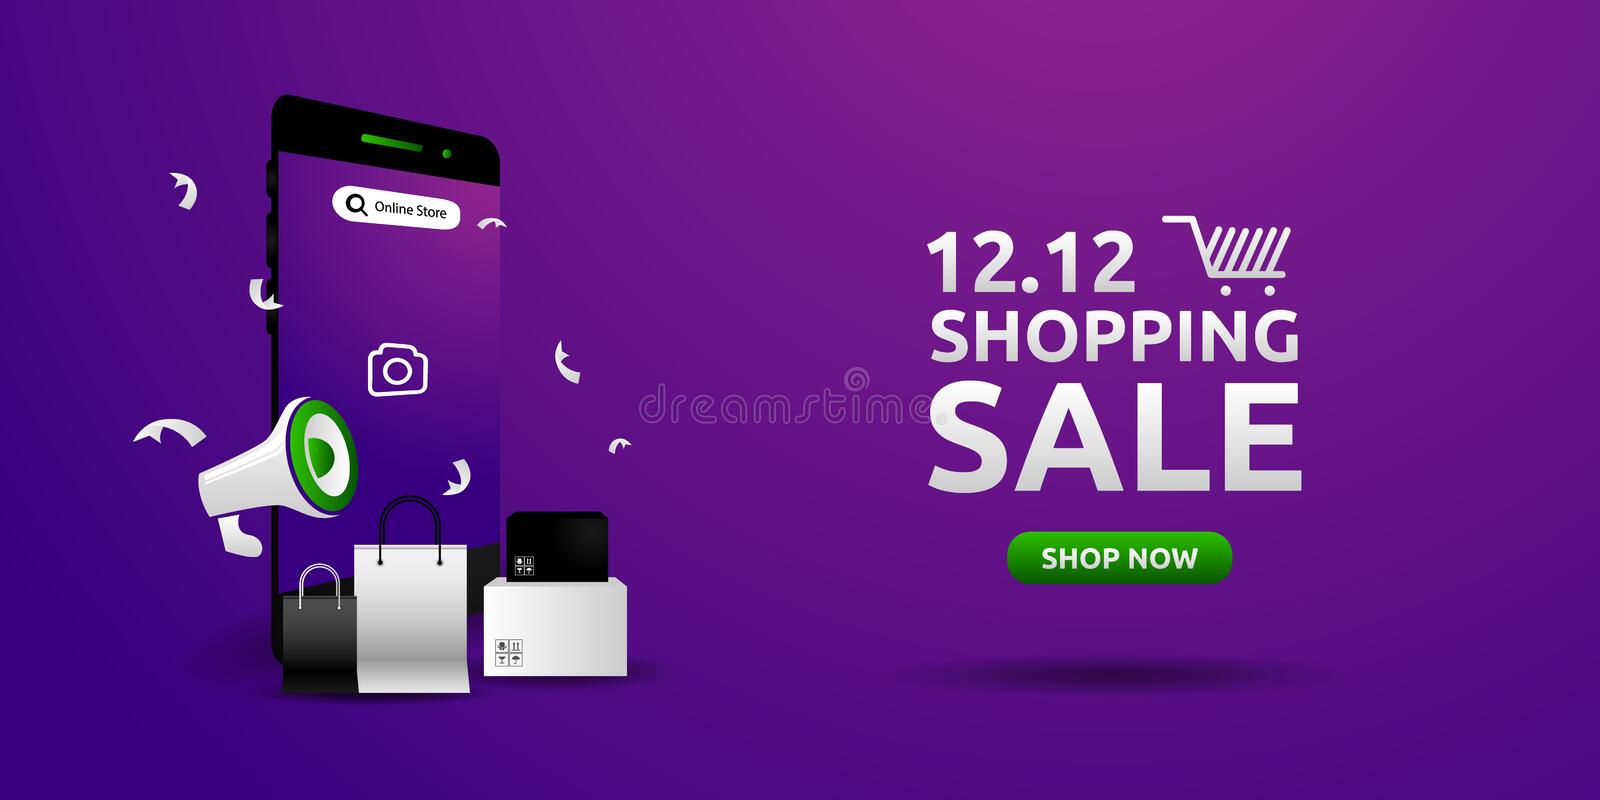 Online Store
12.12
SHOPPING
SALE
SHOP NOW
dreamstime